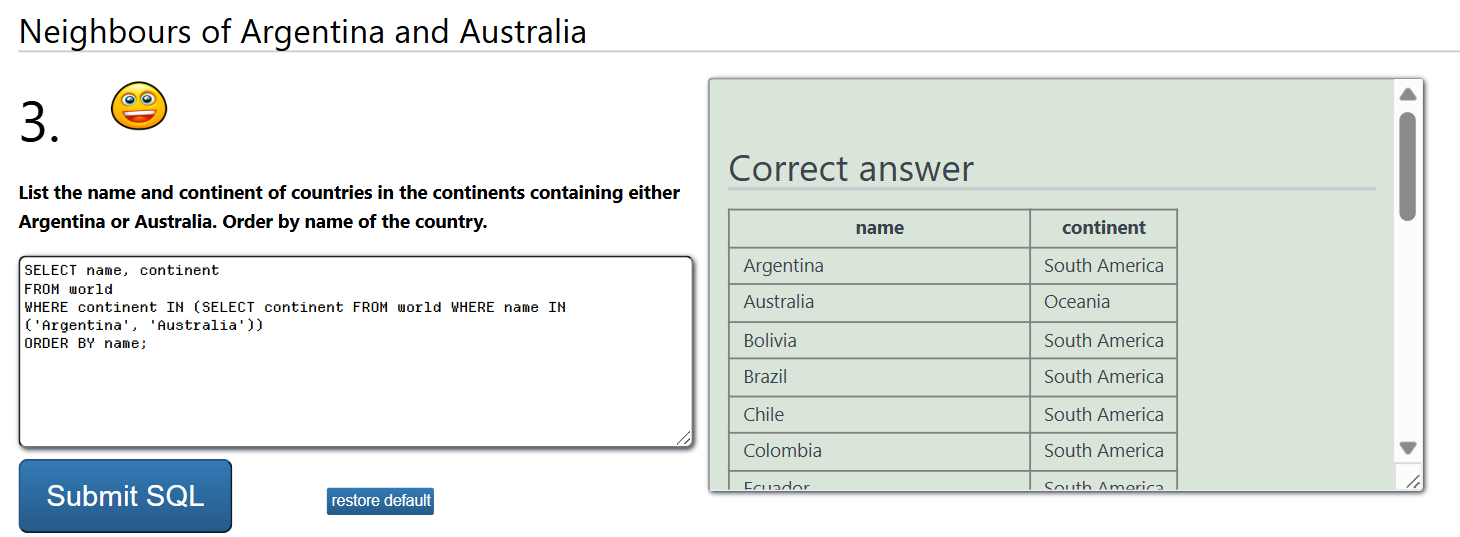 Neighbours of Argentina and Australia
3.
List the name and continent of countries in the continents containing either
Argentina or Australia. Order by name of the country.
SELECT name, continent
FROM world
WHERE continent IN (SELECT continent FROM world WHERE name IN
('Argentina', 'Australia'))
ORDER BY name;
Submit SQL
restore default
Correct answer
name continent
Argentina South America
Australia Oceania
Bolivia South America
Brazil South America
Chile South America
Colombia South America
Ecuador South America